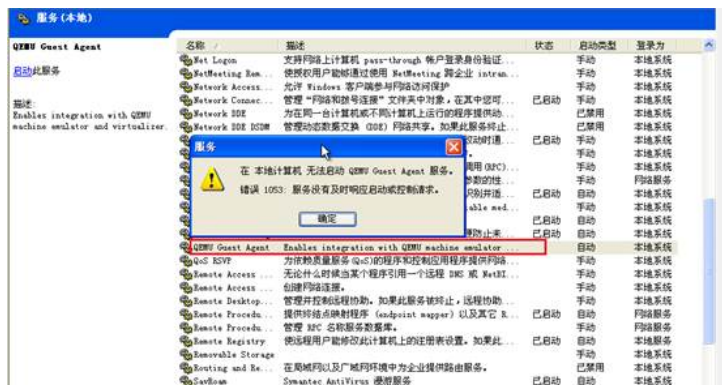 服务(本地)
QEMU Guest Agent
启动此服务
描述:
Enables integration with QEMU
machine emulator and virtualizer.
名称 描述 状态 启动类型 登录为
Net Logon 支持网络上计算机 pass-through 帐户登录身份验证... 手动 本地系统
NetMeeting Rem... 使授权用户能够通过使用 NetMeeting 跨企业 intran... 手动 本地系统
Network Access... 允许 Windows 客户端参与网络访问保护 手动 本地系统
Network Connec... 管理“网络和拨号连接”文件夹中对象，在其中您可... 已启动 手动 本地系统
Network DDE 为在同一台计算机或不同计算机上运行的程序提供动... 已禁用 本地系统
Network DDE DSDM 管理动态数据交换 (DDE) 网络共享。如果此服务终止... 已禁用 本地系统
服务
在 本地计算机 无法启动 QEMU Guest Agent 服务。
错误 1053: 服务没有及时响应启动或控制请求。
确定
QEMU Guest Agent Enables integration with QEMU machine emulator ... 自动 本地系统
QoS RSVP 为依赖质量服务(QoS)的程序和控制应用程序提供网络... 手动 本地系统
Remote Access ... 无论什么时候当某个程序引用一个远程 DNS 或 NetBI... 手动 本地系统
Remote Access ... 创建网络连接。 手动 本地系统
Remote Desktop... 管理并控制远程协助。如果此服务被终止，远程协助... 手动 本地系统
Remote Procedu... 提供终结点映射程序 (endpoint mapper) 以及其它 R... 已启动 自动 网络服务
Remote Procedu... 管理 RPC 名称服务数据库。 手动 网络服务
Remote Registry 使远程用户能修改此计算机上的注册表设置。如果此... 已启动 自动 本地服务
Removable Storage 手动 本地系统
Routing and Re... 在局域网以及广域网环境中为企业提供路由服务。 已禁用 本地系统
SavRoam Symantec AntiVirus 漫游服务 已启动 自动 本地系统